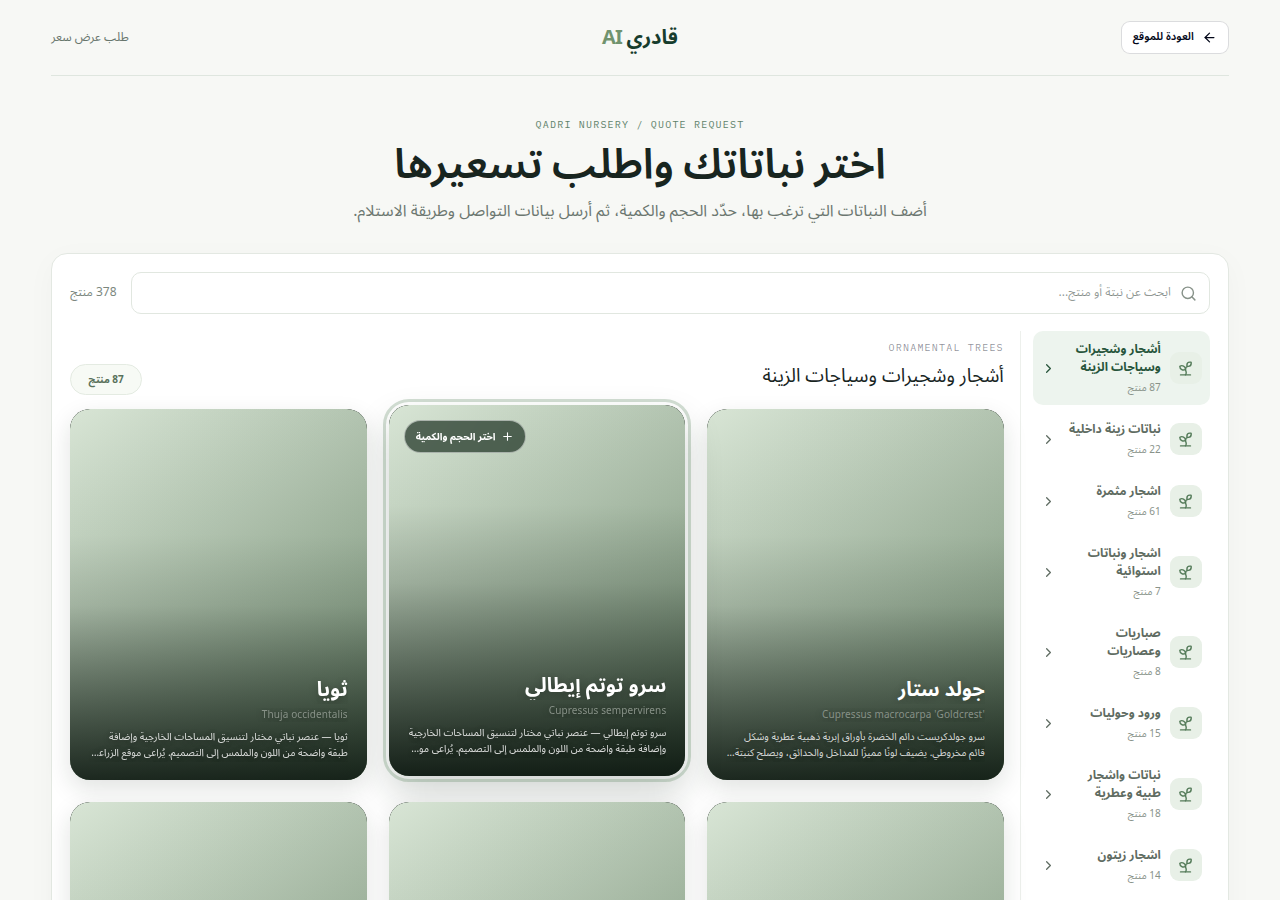 العودة للموقع
قادري AI
طلب عرض سعر
QADRI NURSERY / QUOTE REQUEST
اختر نباتاتك واطلب تسعيرها
أضف النباتات التي ترغب بها، حدّد الحجم والكمية، ثم أرسل بيانات التواصل وطريقة الاستلام.
ابحث عن نبتة أو منتج...
378 منتج
أشجار وشجيرات
وسياجات الزينة
87 منتج
نباتات زينة داخلية
22 منتج
اشجار مثمرة
61 منتج
اشجار ونباتات
استوائية
7 منتج
صباريات
وعصاريات
8 منتج
ورود وحوليات
15 منتج
نباتات واشجار
طبية وعطرية
18 منتج
اشجار زيتون
14 منتج
ORNAMENTAL TREES
أشجار وشجيرات وسياجات الزينة
87 منتج
جولد ستار
Cupressus macrocarpa 'Goldcrest'
سرو جولدكريست دائم الخضرة بأوراق إبرية ذهبية عطرية وشكل
قائم مخروطي. يضيف لونًا مميزًا للمداخل والحدائق، ويصلح كنبتة...
اختر الحجم والكمية
سرو توتم إيطالي
Cupressus sempervirens
سرو توتم إيطالي — عنصر نباتي مختار لتنسيق المساحات الخارجية
وإضافة طبقة واضحة من اللون والملمس إلى التصميم. يُراعى مو...
ثويا
Thuja occidentalis
ثويا — عنصر نباتي مختار لتنسيق المساحات الخارجية وإضافة
طبقة واضحة من اللون والملمس إلى التصميم. يُراعى موقع الزراعـ...